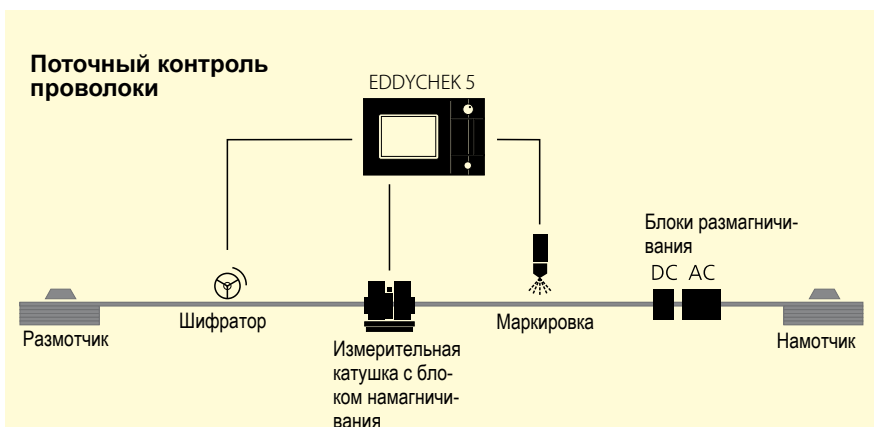 Поточный контроль
проволоки
EDDYCHEK 5
Блоки размагничи-
вания
DC AC
Размотчик
Шифратор
Измерительная
катушка с бло-
ком намагничи-
вания
Маркировка
Намотчик